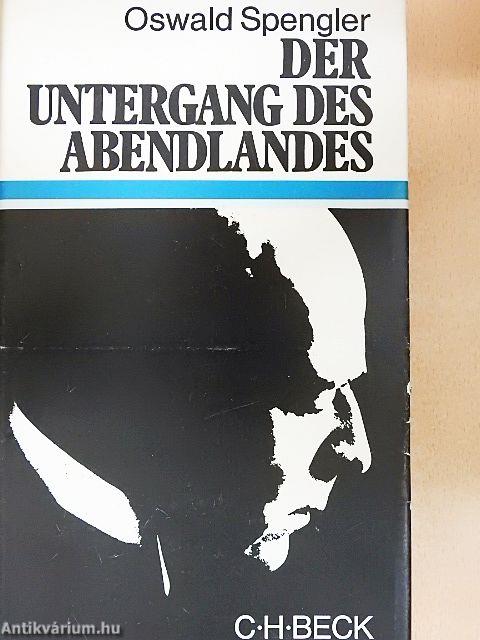 Oswald Spengler
DER
UNTERGANG DES
ABENDLANDES
C·H·BECK
Antikvárium.hu